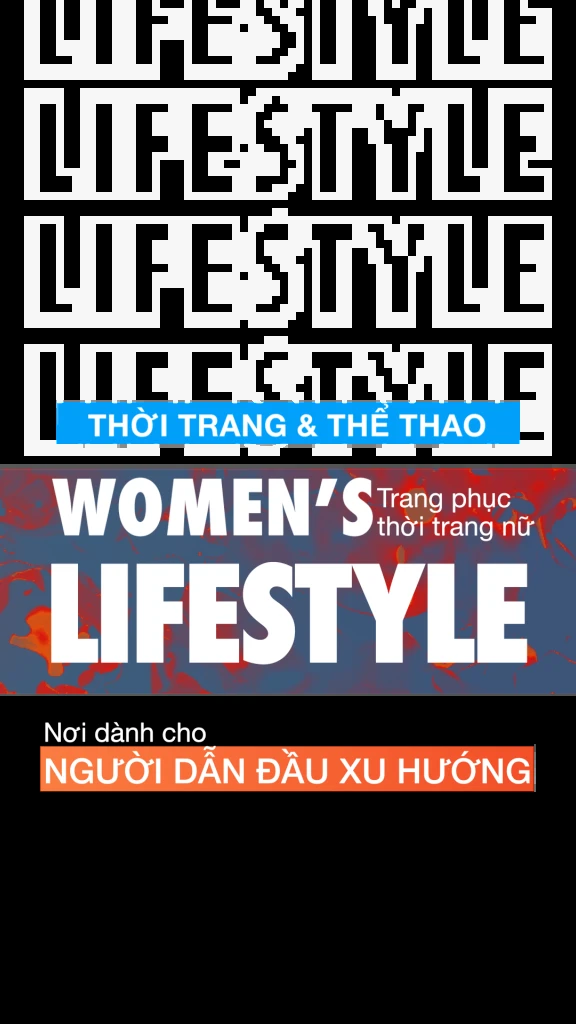 LIFESTYLE
LIFESTYLE
LIFESTYLE
LIFESTYLE
THỜI TRANG & THỂ THAO
WOMEN’S Trang phục
thời trang nữ
LIFESTYLE
Nơi dành cho
NGƯỜI DẪN ĐẦU XU HƯỚNG